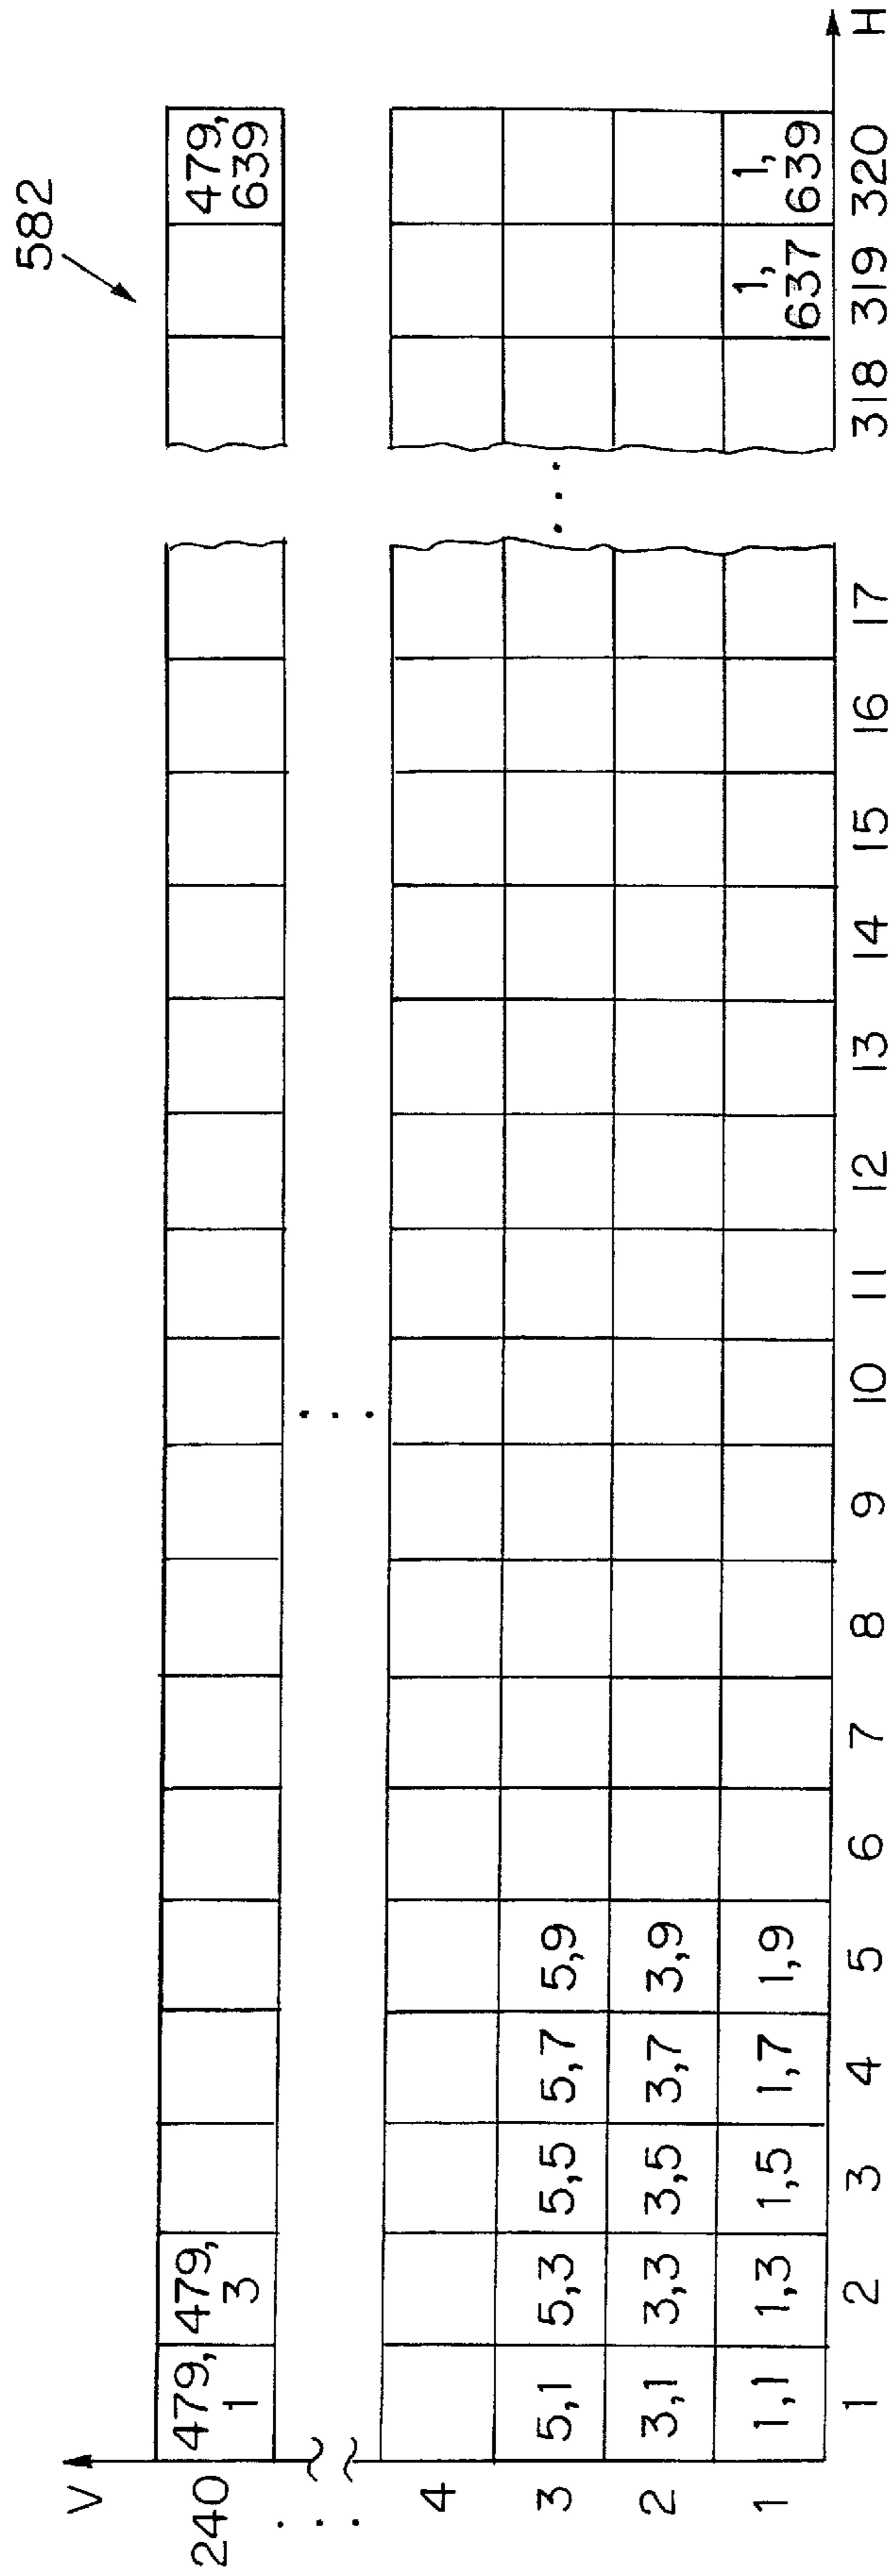 582
V
240 479, 479, 479,
1 3 639
4
3 5,1 5,3 5,5 5,7 5,9
2 3,1 3,3 3,5 3,7 3,9
1 1,1 1,3 1,5 1,7 1,9 1, 1,
637 639
1 2 3 4 5 6 7 8 9 10 11 12 13 14 15 16 17 318 319 320 H